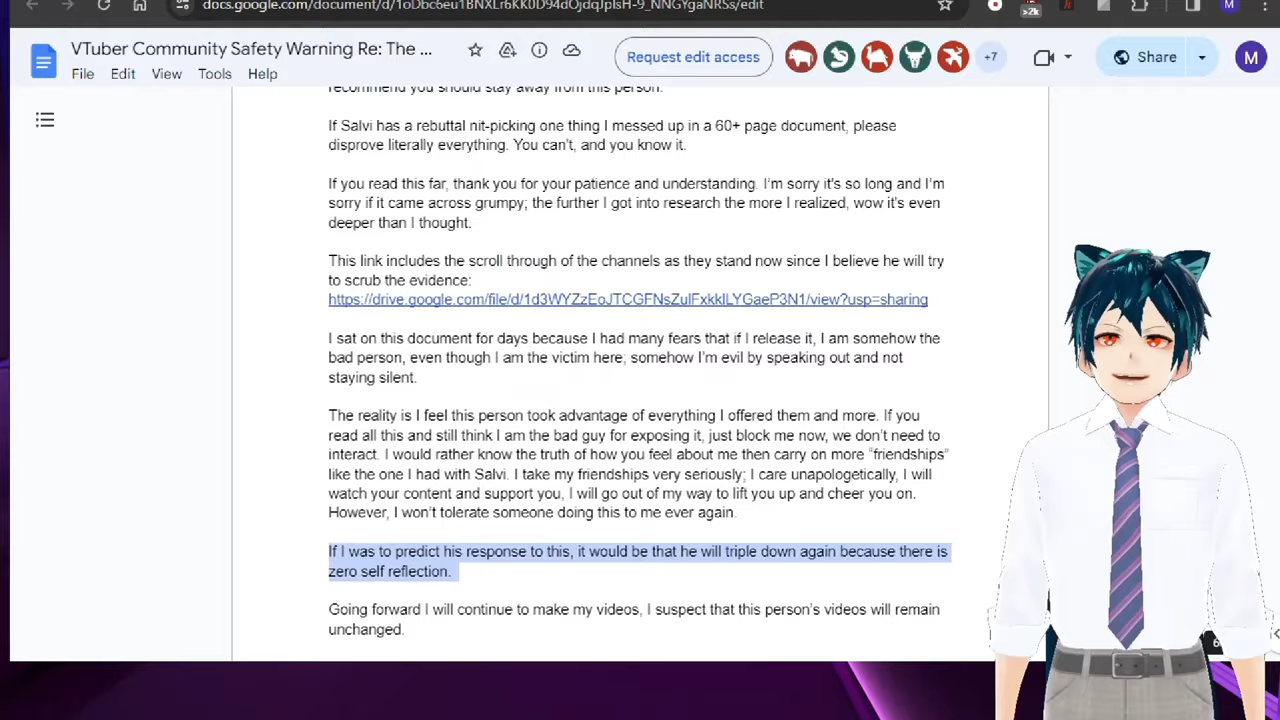 docs.google.com/document/d/1oDbc6eu1BNXLr6KK0D94dOjdqJpIsH-9_NNGYgaNRSs/edit
>2k
M
VTuber Community Safety Warning Re: The ...
Request edit access
+7
Share
M
File Edit View Tools Help
recommend you should stay away from this person.
If Salvi has a rebuttal nit-picking one thing I messed up in a 60+ page document, please
disprove literally everything. You can't, and you know it.
If you read this far, thank you for your patience and understanding. I'm sorry it's so long and I'm
sorry if it came across grumpy; the further I got into research the more I realized, wow it's even
deeper than I thought.
This link includes the scroll through of the channels as they stand now since I believe he will try
to scrub the evidence:
https://drive.google.com/file/d/1d3WYZzEoJTCGFNsZulFxkklLYGaeP3N1/view?usp=sharing
I sat on this document for days because I had many fears that if I release it, I am somehow the
bad person, even though I am the victim here; somehow I'm evil by speaking out and not
staying silent.
The reality is I feel this person took advantage of everything I offered them and more. If you
read all this and still think I am the bad guy for exposing it, just block me now, we don't need to
interact. I would rather know the truth of how you feel about me then carry on more “friendships”
like the one I had with Salvi. I take my friendships very seriously; I care unapologetically, I will
watch your content and support you, I will go out of my way to lift you up and cheer you on.
However, I won't tolerate someone doing this to me ever again.
If I was to predict his response to this, it would be that he will triple down again because there is
zero self reflection.
Going forward I will continue to make my videos, I suspect that this person's videos will remain
unchanged.